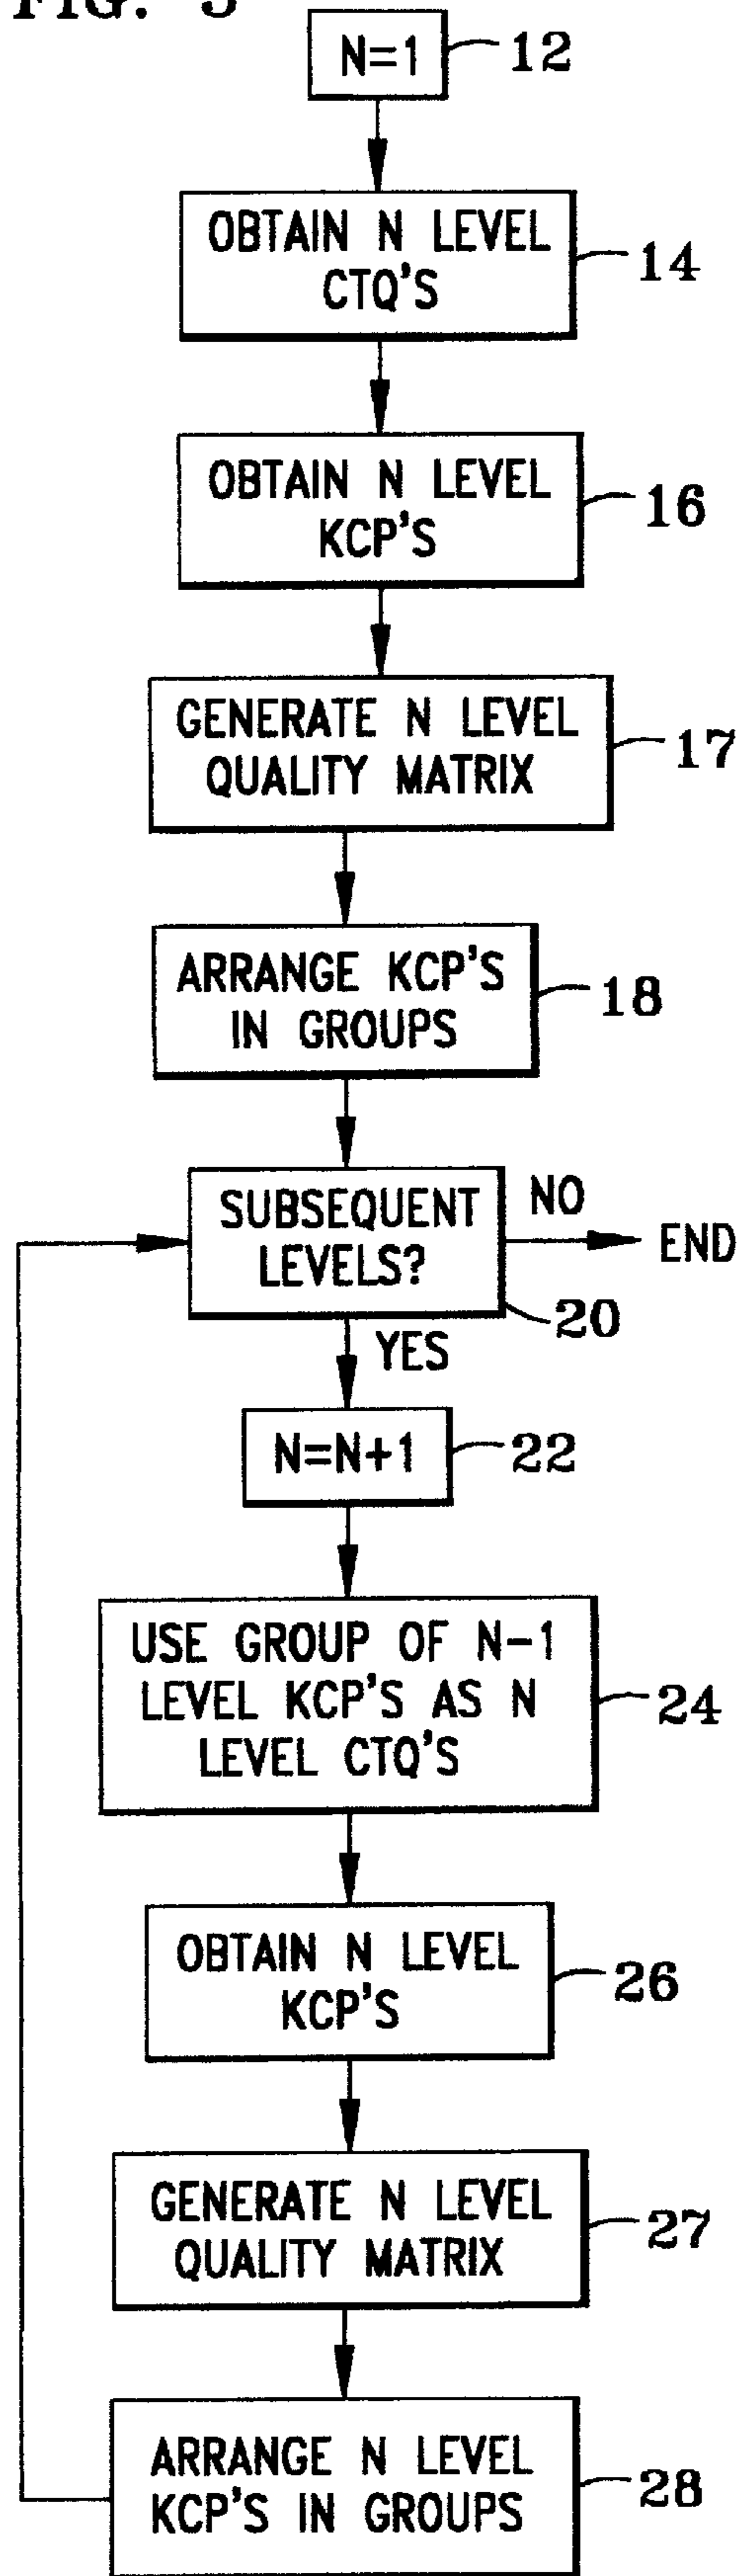 FIG. 3
N=1
12
OBTAIN N LEVEL
CTQ'S
14
OBTAIN N LEVEL
KCP'S
16
GENERATE N LEVEL
QUALITY MATRIX
17
ARRANGE KCP'S
IN GROUPS
18
SUBSEQUENT
LEVELS?
NO
END
20
YES
N=N+1
22
USE GROUP OF N-1
LEVEL KCP'S AS N
LEVEL CTQ'S
24
OBTAIN N LEVEL
KCP'S
26
GENERATE N LEVEL
QUALITY MATRIX
27
ARRANGE N LEVEL
KCP'S IN GROUPS
28